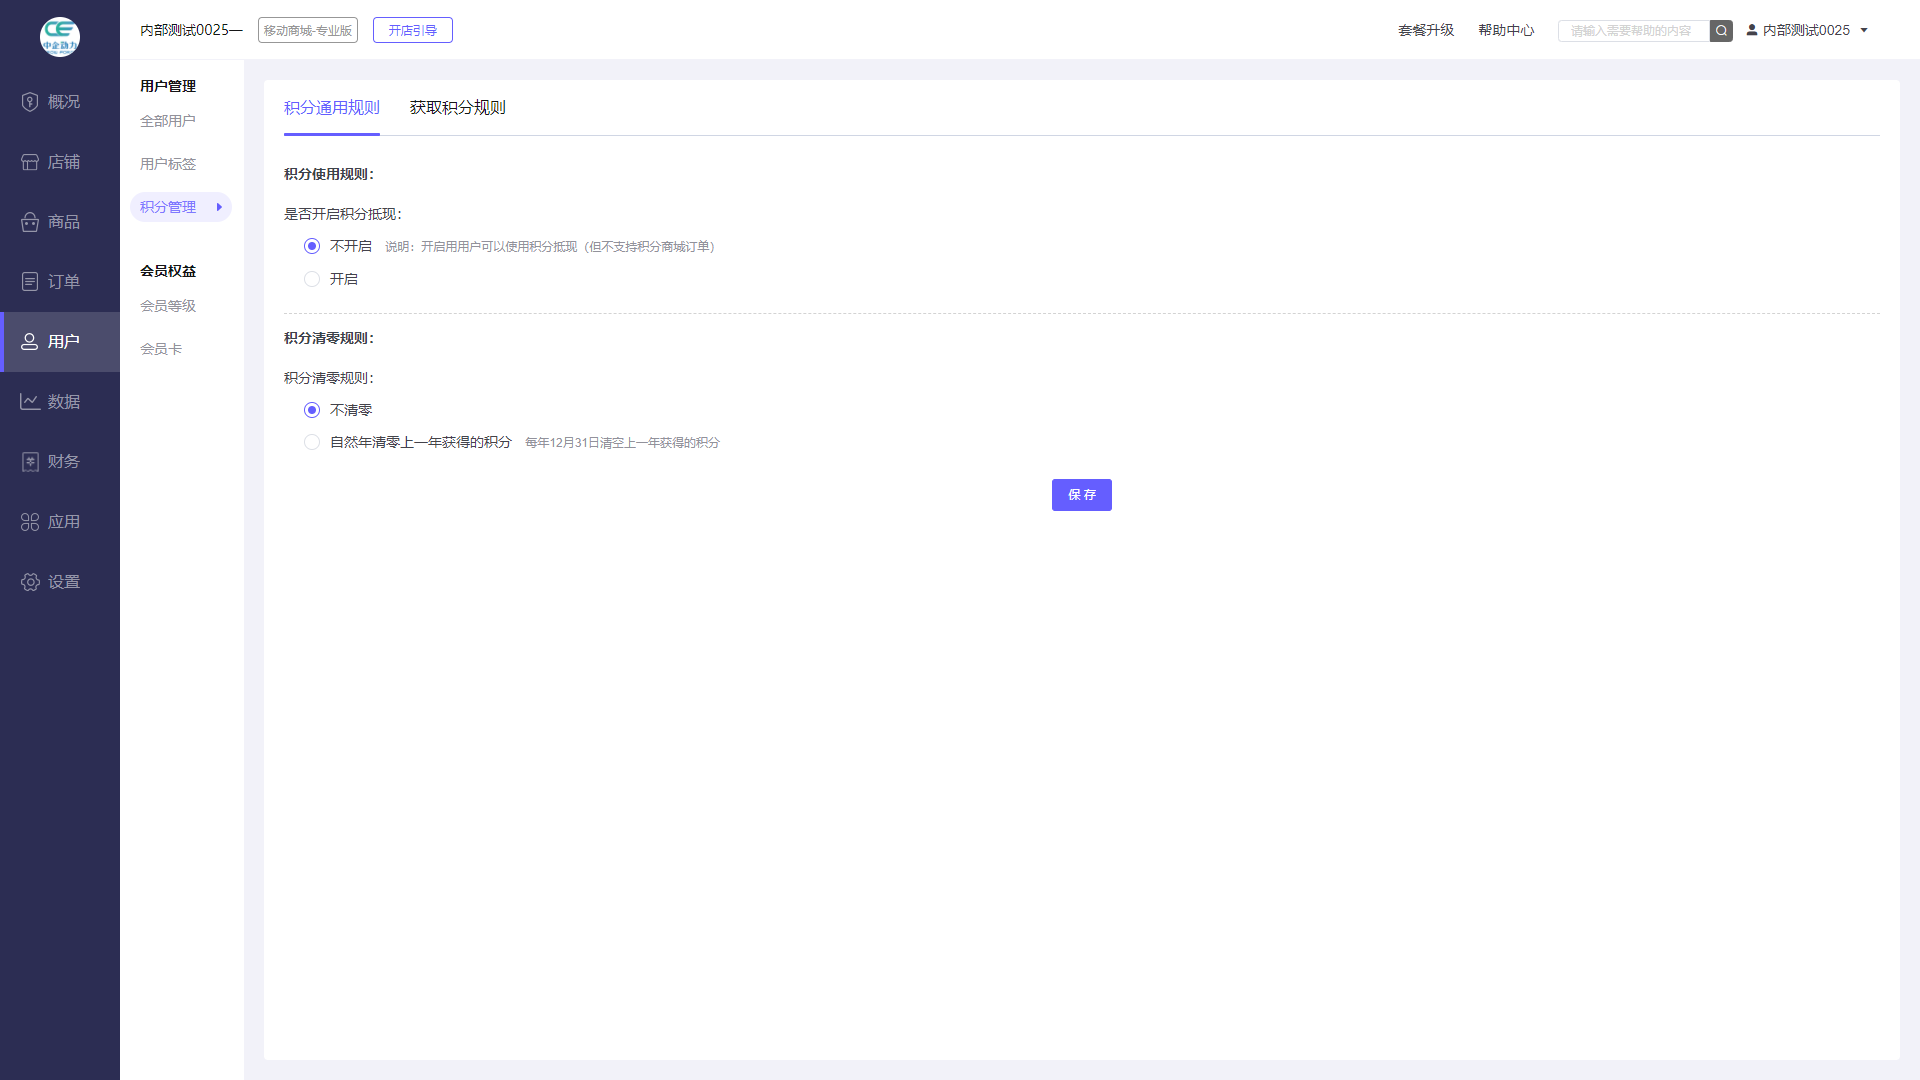 中企动力
内部测试0025—
移动商城-专业版
开店引导
套餐升级
帮助中心
请输入需要帮助的内容
内部测试0025
概况
店铺
商品
订单
用户
数据
财务
应用
设置
用户管理
全部用户
用户标签
积分管理
会员权益
会员等级
会员卡
积分通用规则
获取积分规则
积分使用规则：
是否开启积分抵现：
不开启 说明：开启用用户可以使用积分抵现（但不支持积分商城订单）
开启
积分清零规则：
积分清零规则：
不清零
自然年清零上一年获得的积分 每年12月31日清空上一年获得的积分
保 存